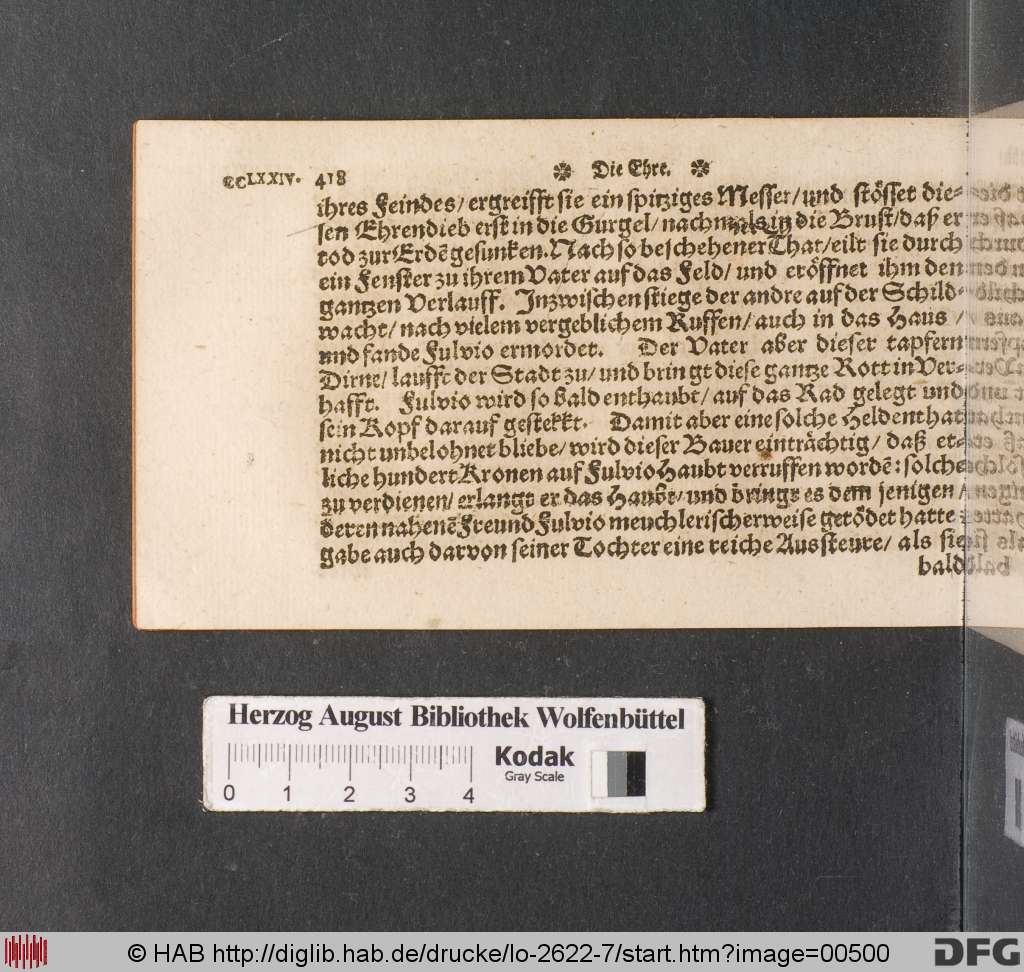 CCLXXIV. 418 Die Ehre.
ihres Feindes/ ergreifft sie ein spitziges Messer/ und stösset die-
sen Ehrendieb erst in die Gurgel/ nachmals in die Brust/ daß er
tod zur Erdē gesunken. Nach so beschehener That/ eilt sie durch
ein Fenster zu ihrem Vater auf das Feld/ und eröffnet ihm den
gantzen Verlauff. Inzwischen stiege der andre auf der Schild-
wacht/ nach vielem vergeblichem Ruffen/ auch in das Haus /
und fande Fulvio ermordet. Der Vater aber dieser tapfern
Dirne/ laufft der Stadt zu/ und bringt diese gantze Rott in Ver-
hafft. Fulvio wird so bald enthaubt/ auf das Rad gelegt und
sein Kopf darauf gestekkt. Damit aber eine solche Heldenthat
nicht unbelohnet bliebe/ wird dieser Bauer einträchtig/ daß et-
liche hundert Kronen auf Fulvio Haubt verruffen wordē: solche
zu verdienen/ erlangt er das Haubt/ und bringt es dem jenigen/
deren nahenē Freund Fulvio meuchlerischerweise getödet hatte:
gabe auch darvon seiner Tochter eine reiche Aussteure/ als sie
bald
Herzog August Bibliothek Wolfenbüttel
Kodak
Gray Scale
0 1 2 3 4
© HAB http://diglib.hab.de/drucke/lo-2622-7/start.htm?image=00500
DFG